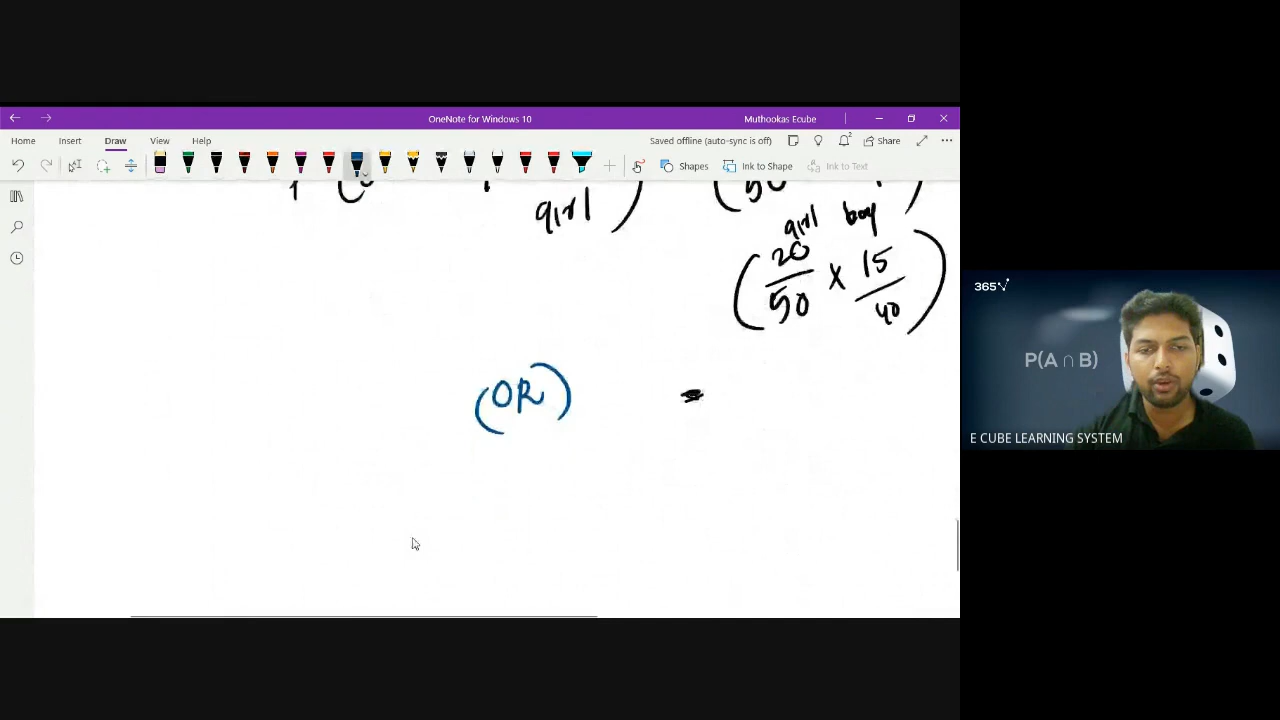 OneNote for Windows 10
Muthookas Ecube
Home Insert Draw View Help
Saved offline (auto-sync is off)
Share
Shapes
Ink to Shape
Ink to Text
girl
50
girl boy
(20/50 × 15/40)
(OR) =
365
P(A ∩ B)
E CUBE LEARNING SYSTEM